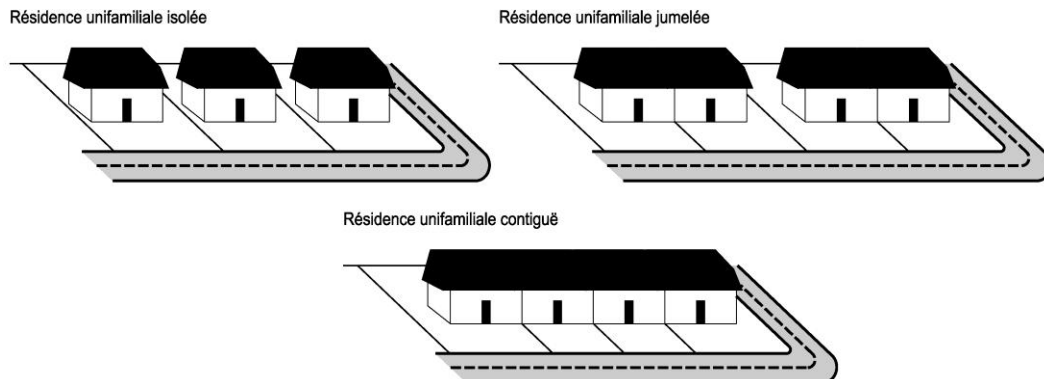 Résidence unifamiliale isolée
Résidence unifamiliale jumelée
Résidence unifamiliale contiguë